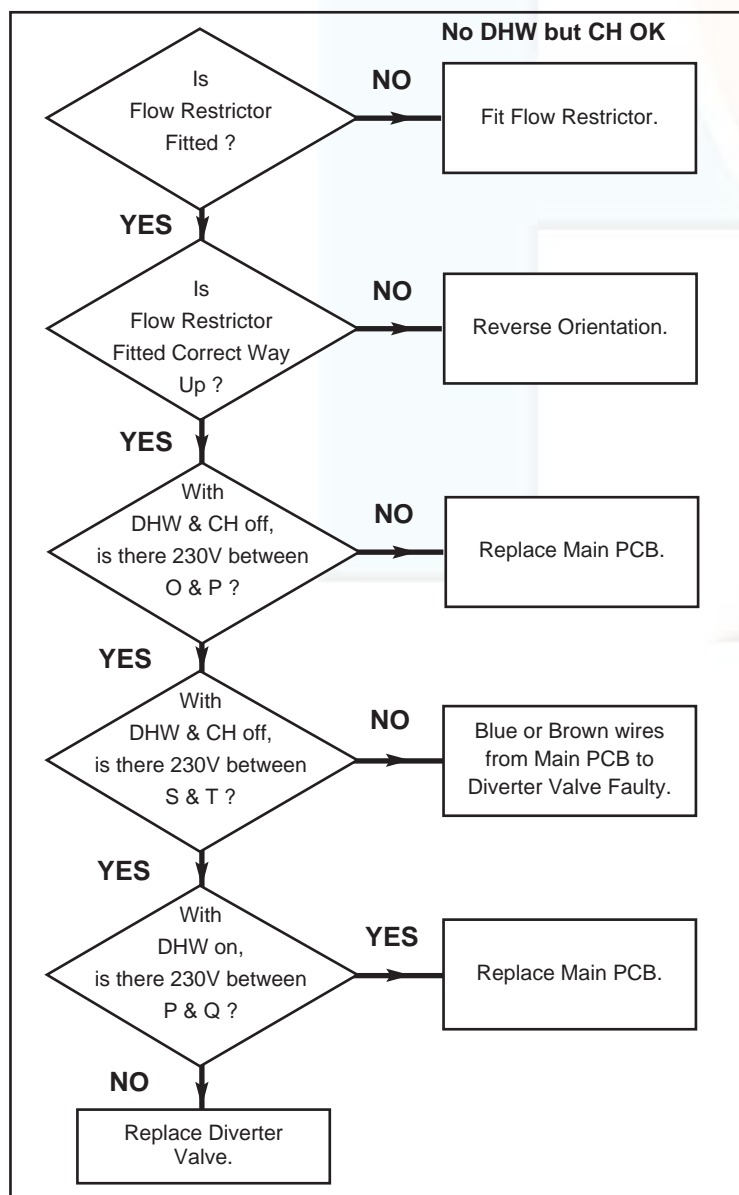 No DHW but CH OK
Is
Flow Restrictor
Fitted ?
NO
Fit Flow Restrictor.
YES
Is
Flow Restrictor
Fitted Correct Way
Up ?
NO
Reverse Orientation.
YES
With
DHW & CH off,
is there 230V between
O & P ?
NO
Replace Main PCB.
YES
With
DHW & CH off,
is there 230V between
S & T ?
NO
Blue or Brown wires
from Main PCB to
Diverter Valve Faulty.
YES
With
DHW on,
is there 230V between
P & Q ?
YES
Replace Main PCB.
NO
Replace Diverter
Valve.